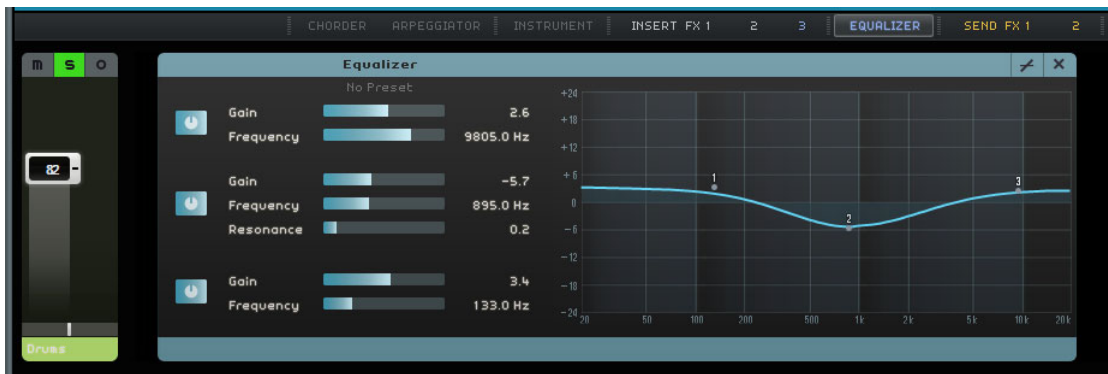 CHORDER ARPEGGIATOR INSTRUMENT INSERT FX 1 2 3 EQUALIZER SEND FX 1 2
M S O
Equalizer
No Preset
Gain 2.6
Frequency 9805.0 Hz
Gain -5.7
Frequency 895.0 Hz
Resonance 0.2
Gain 3.4
Frequency 133.0 Hz
+24
+18
+12
+6
0
-6
-12
-18
-24
1
2
3
20 50 100 200 500 1k 2k 5k 10k 20k
82
Drums